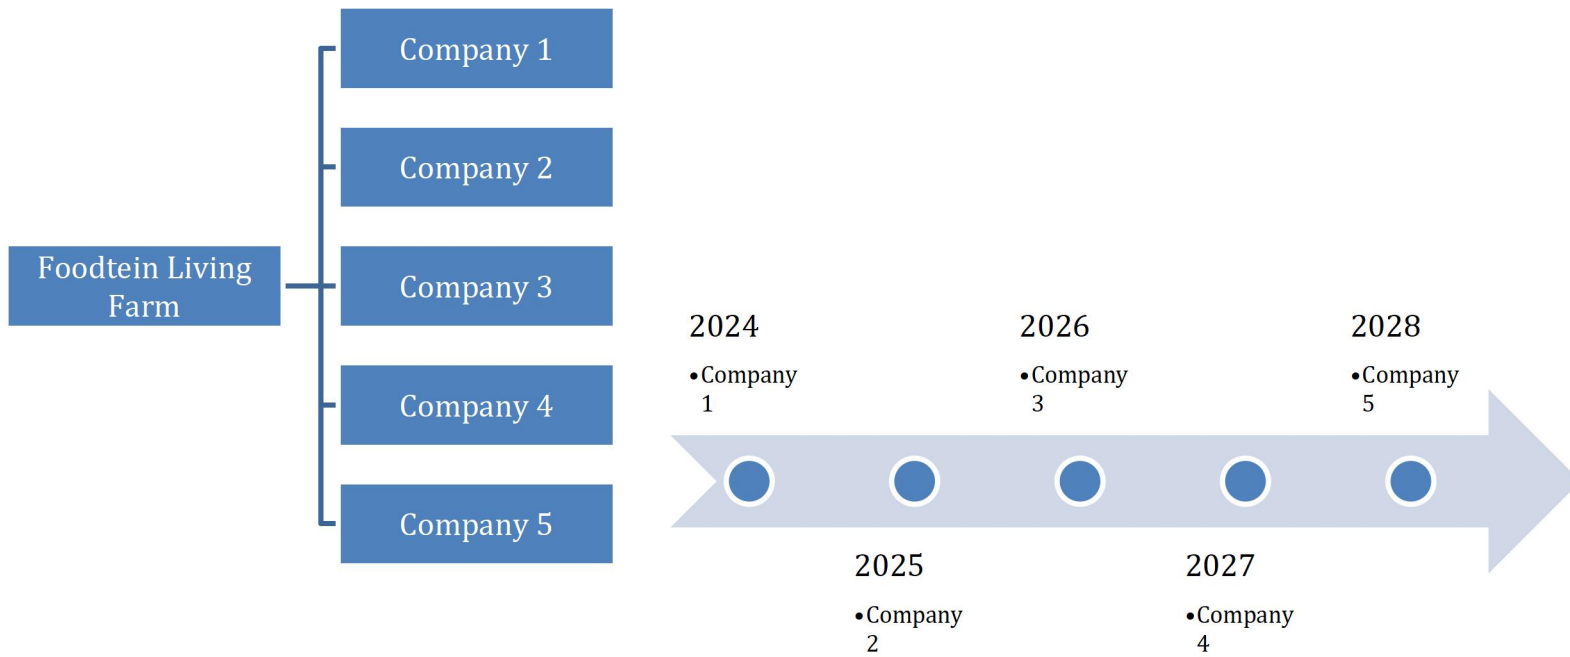 Company 1
Company 2
Foodtein Living
Farm
Company 3
Company 4
Company 5
2024
•Company
1
2025
•Company
2
2026
•Company
3
2027
•Company
4
2028
•Company
5